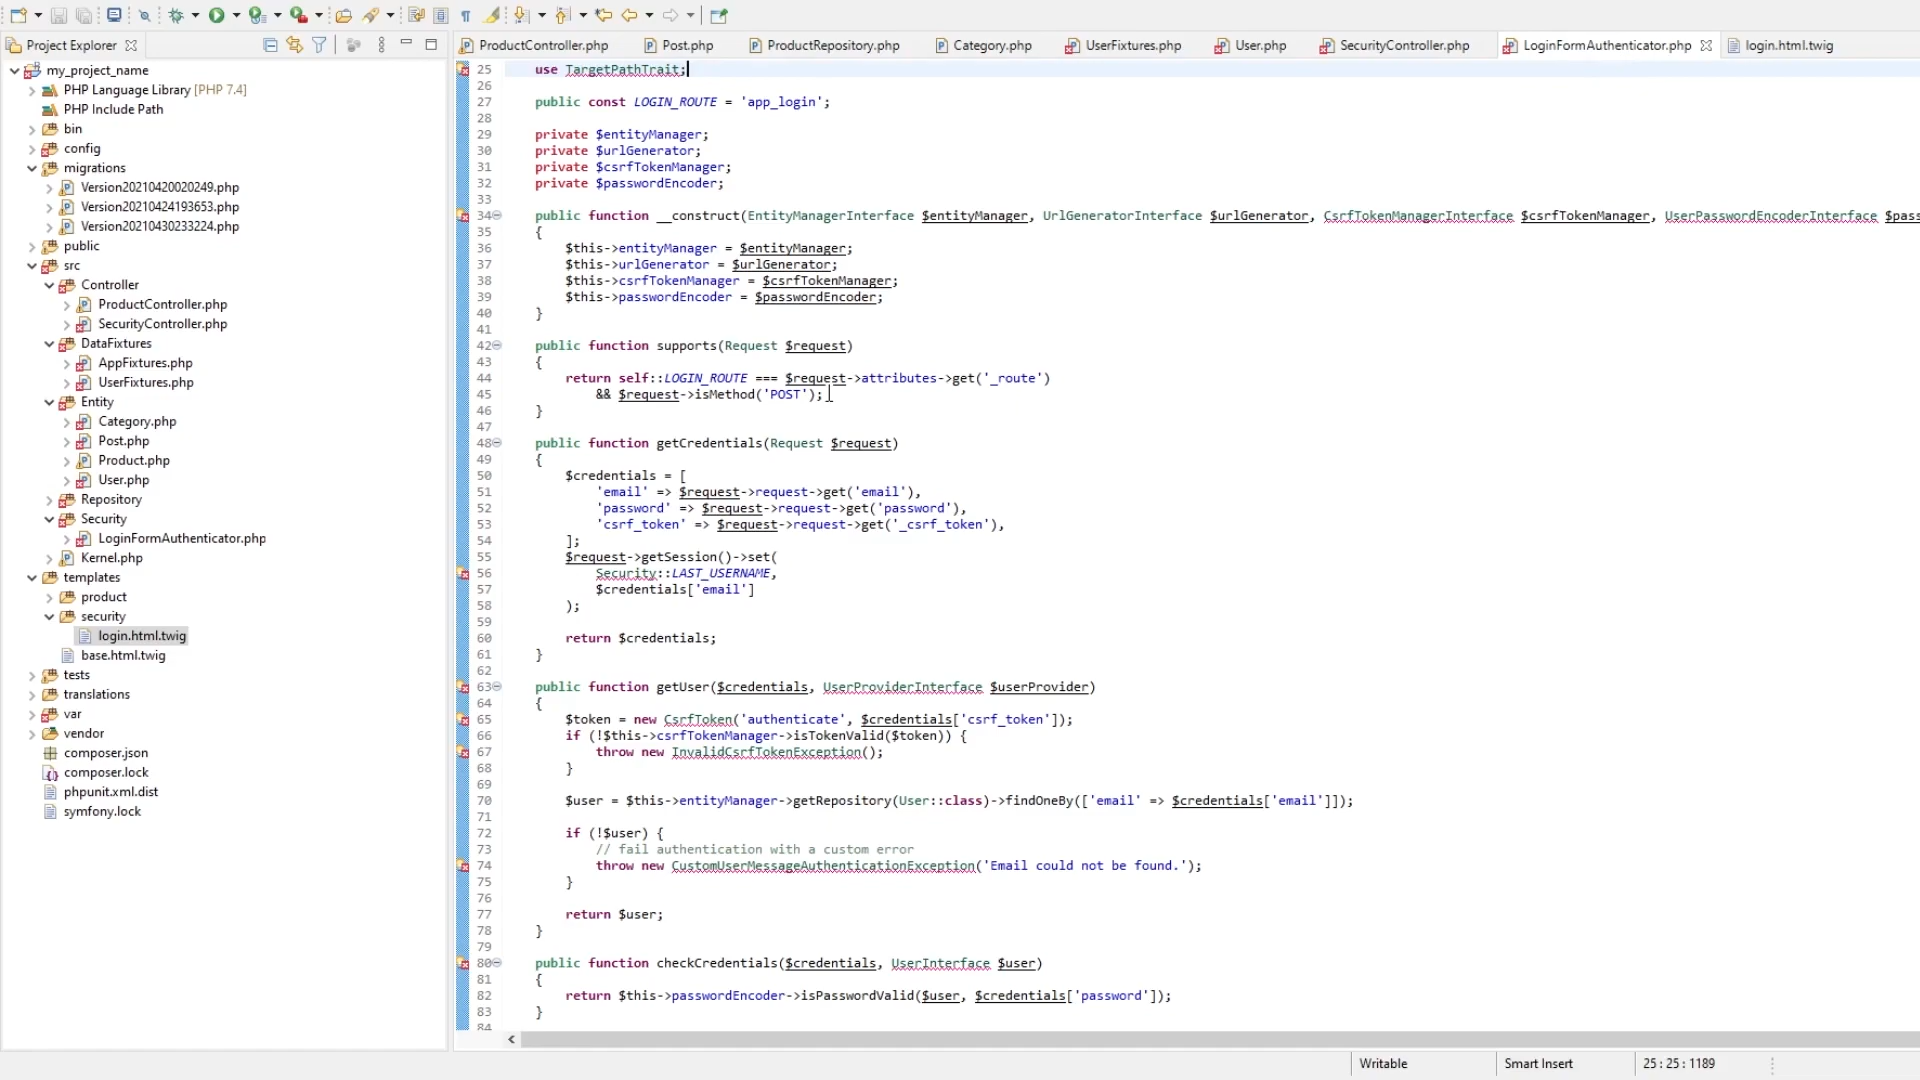 Project Explorer
ProductController.php
Post.php
ProductRepository.php
Category.php
UserFixtures.php
User.php
SecurityController.php
LoginFormAuthenticator.php
login.html.twig
my_project_name
PHP Language Library [PHP 7.4]
PHP Include Path
bin
config
migrations
Version20210420020249.php
Version20210424193653.php
Version20210430233224.php
public
src
Controller
ProductController.php
SecurityController.php
DataFixtures
AppFixtures.php
UserFixtures.php
Entity
Category.php
Post.php
Product.php
User.php
Repository
Security
LoginFormAuthenticator.php
Kernel.php
templates
product
security
login.html.twig
base.html.twig
tests
translations
var
vendor
composer.json
composer.lock
phpunit.xml.dist
symfony.lock
25 use TargetPathTrait;
26
27 public const LOGIN_ROUTE = 'app_login';
28
29 private $entityManager;
30 private $urlGenerator;
31 private $csrfTokenManager;
32 private $passwordEncoder;
33
34 public function __construct(EntityManagerInterface $entityManager, UrlGeneratorInterface $urlGenerator, CsrfTokenManagerInterface $csrfTokenManager, UserPasswordEncoderInterface $pass
35 {
36 $this->entityManager = $entityManager;
37 $this->urlGenerator = $urlGenerator;
38 $this->csrfTokenManager = $csrfTokenManager;
39 $this->passwordEncoder = $passwordEncoder;
40 }
41
42 public function supports(Request $request)
43 {
44 return self::LOGIN_ROUTE === $request->attributes->get('_route')
45 && $request->isMethod('POST');
46 }
47
48 public function getCredentials(Request $request)
49 {
50 $credentials = [
51 'email' => $request->request->get('email'),
52 'password' => $request->request->get('password'),
53 'csrf_token' => $request->request->get('_csrf_token'),
54 ];
55 $request->getSession()->set(
56 Security::LAST_USERNAME,
57 $credentials['email']
58 );
59
60 return $credentials;
61 }
62
63 public function getUser($credentials, UserProviderInterface $userProvider)
64 {
65 $token = new CsrfToken('authenticate', $credentials['csrf_token']);
66 if (!$this->csrfTokenManager->isTokenValid($token)) {
67 throw new InvalidCsrfTokenException();
68 }
69
70 $user = $this->entityManager->getRepository(User::class)->findOneBy(['email' => $credentials['email']]);
71
72 if (!$user) {
73 // fail authentication with a custom error
74 throw new CustomUserMessageAuthenticationException('Email could not be found.');
75 }
76
77 return $user;
78 }
79
80 public function checkCredentials($credentials, UserInterface $user)
81 {
82 return $this->passwordEncoder->isPasswordValid($user, $credentials['password']);
83 }
84
Writable
Smart Insert
25 : 25 : 1189